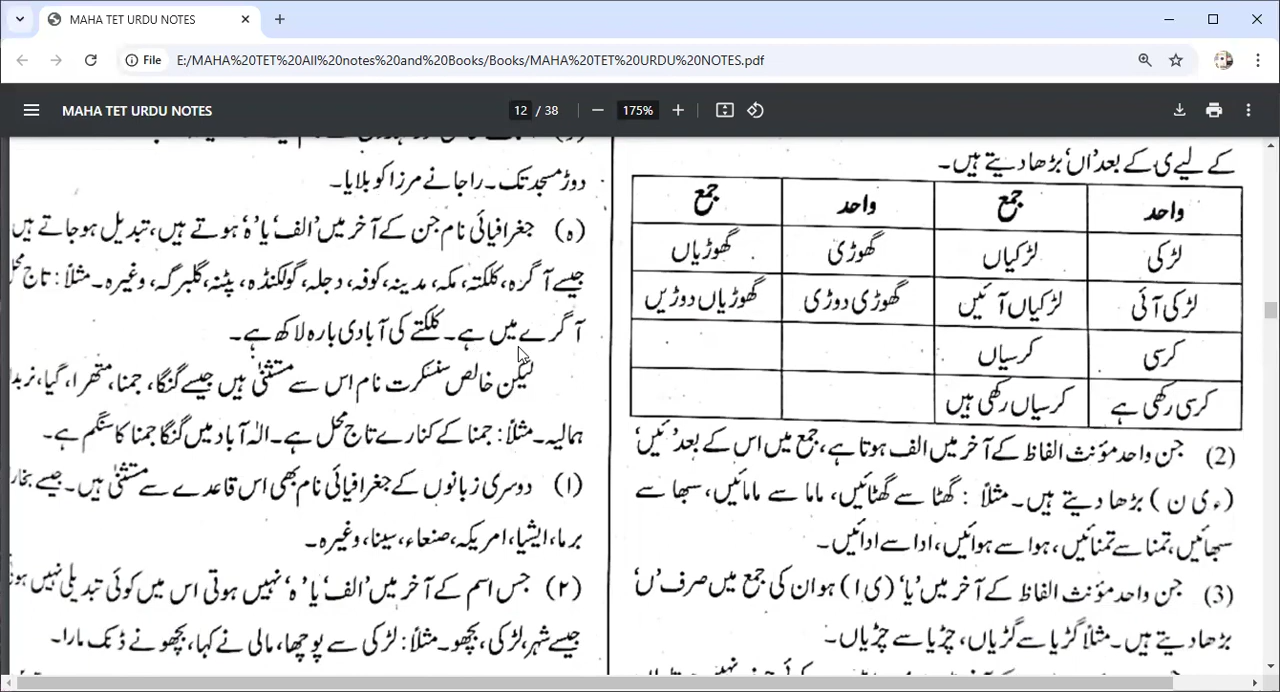 MAHA TET URDU NOTES
File
E:/MAHA%20TET%20All%20notes%20and%20Books/Books/MAHA%20TET%20URDU%20NOTES.pdf
MAHA TET URDU NOTES
12 / 38
175%
کے لیے ی کے بعد ’اں‘ بڑھا دیتے ہیں۔
واحد جمع واحد جمع
لڑکی لڑکیاں گھوڑی گھوڑیاں
لڑکی آئی لڑکیاں آئیں گھوڑی دوڑی گھوڑیاں دوڑیں
کرسی کرسیاں
کرسی رکھی ہے کرسیاں رکھی ہیں
(2) جن واحد مؤنث الفاظ کے آخر میں الف ہوتا ہے، جمع میں اس کے بعد ’ئیں‘
(ء ی ن) بڑھا دیتے ہیں۔ مثلاً : گھٹا سے گھٹائیں، ماما سے مامائیں، سبھا سے
سبھائیں، تمنا سے تمنائیں، ہوا سے ہوائیں، ادا سے ادائیں۔
(3) جن واحد مؤنث الفاظ کے آخر میں ’یا‘ (ی ا) ہو ان کی جمع میں صرف ’ں‘
بڑھا دیتے ہیں۔ مثلاً گڑیا سے گڑیاں، چڑیا سے چڑیاں۔
دوڑ مسجد تک۔ راجا نے مرزا کو بلایا۔
(ہ) جغرافیائی نام جن کے آخر میں ’الف‘ یا ’ہ‘ ہوتے ہیں، تبدیل ہو جاتے ہیں
جیسے آگرہ، کلکتہ، مکہ، مدینہ، کوفہ، دجلہ، گولکنڈہ، پٹنہ، گلبرگہ، وغیرہ۔ مثلاً : تاج
آگرے میں ہے۔ کلکتے کی آبادی بارہ لاکھ ہے۔
لیکن خالص سنسکرت نام اس سے مستثنیٰ ہیں جیسے گنگا، جمنا، متھرا، گیا،
ہمالیہ۔ مثلاً : جمنا کے کنارے تاج محل ہے۔ الہٰ آباد میں گنگا جمنا کا سنگم ہے۔
(۱) دوسری زبانوں کے جغرافیائی نام بھی اس قاعدے سے مستثنیٰ ہیں۔ جیسے بخارا
برما، ایشیا، امریکہ، صنعاء، سینا، وغیرہ۔
(۲) جس اسم کے آخر میں ’الف‘ یا ’ہ‘ نہیں ہوتی اس میں کوئی تبدیلی نہیں
جیسے شہر، لڑکی، بچھو۔ مثلاً : لڑکی سے پوچھا، مالی نے کہا، بچھو نے ڈنک مارا۔